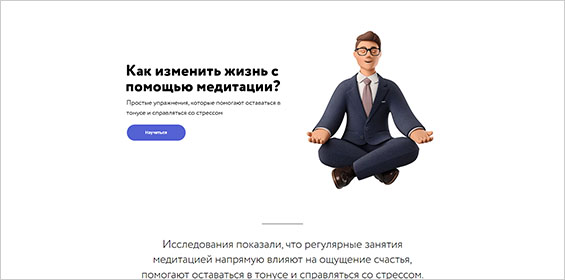 Как изменить жизнь с
помощью медитации?
Простые упражнения, которые помогают оставаться в
тонусе и справляться со стрессом
Научиться
Исследования показали, что регулярные занятия
медитацией напрямую влияют на ощущение счастья,
помогают оставаться в тонусе и справляться со стрессом.